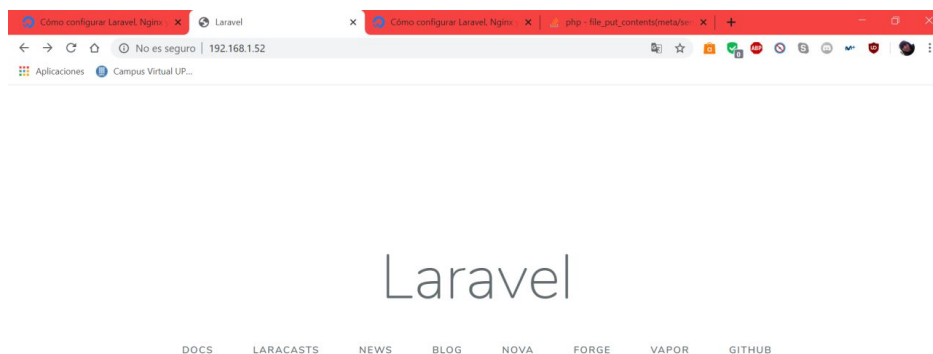 Cómo configurar Laravel, Nginx y
Laravel
Cómo configurar Laravel, Nginx y
php - file_put_contents(meta/ser
No es seguro
192.168.1.52
Aplicaciones
Campus Virtual UP...
Laravel
DOCS
LARACASTS
NEWS
BLOG
NOVA
FORGE
VAPOR
GITHUB